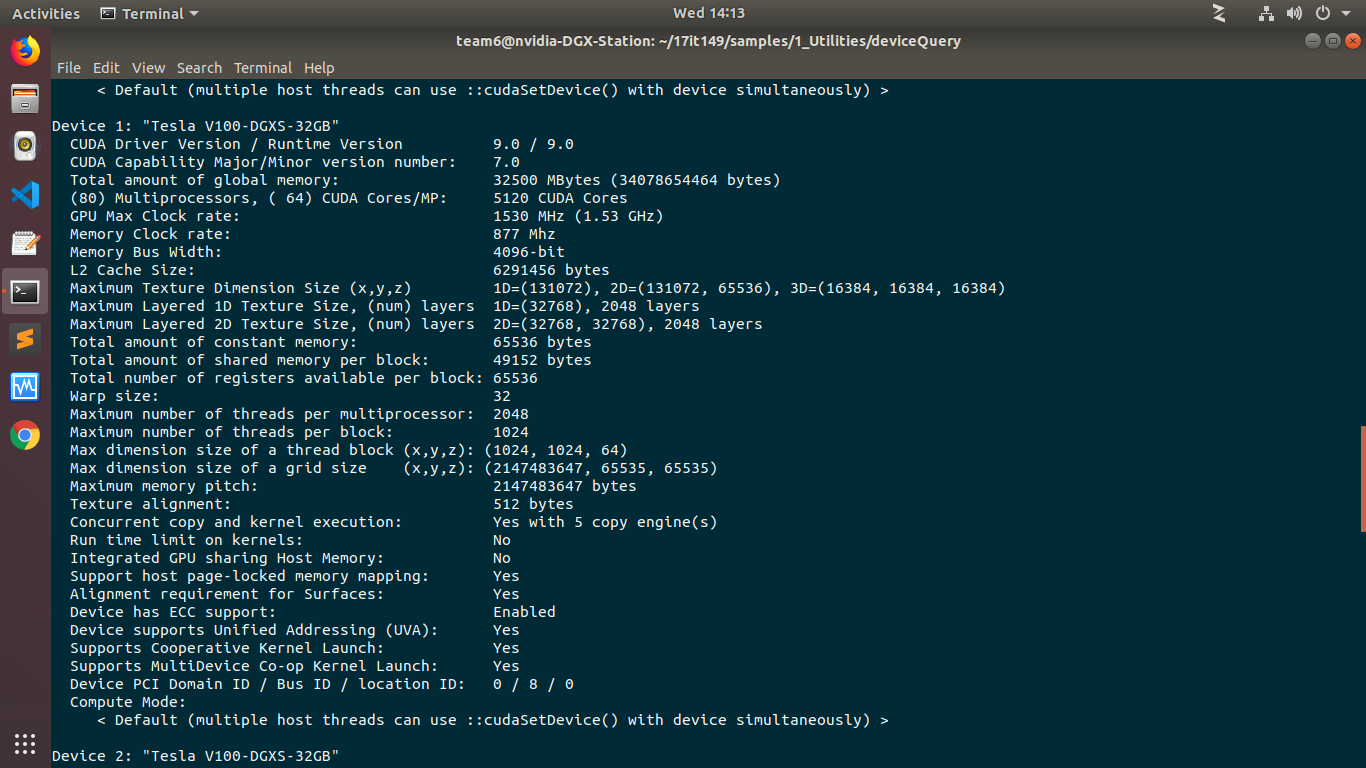 Activities Terminal Wed 14:13
team6@nvidia-DGX-Station: ~/17it149/samples/1_Utilities/deviceQuery
File Edit View Search Terminal Help
< Default (multiple host threads can use ::cudaSetDevice() with device simultaneously) >
Device 1: "Tesla V100-DGXS-32GB"
CUDA Driver Version / Runtime Version 9.0 / 9.0
CUDA Capability Major/Minor version number: 7.0
Total amount of global memory: 32500 MBytes (34078654464 bytes)
(80) Multiprocessors, ( 64) CUDA Cores/MP: 5120 CUDA Cores
GPU Max Clock rate: 1530 MHz (1.53 GHz)
Memory Clock rate: 877 Mhz
Memory Bus Width: 4096-bit
L2 Cache Size: 6291456 bytes
Maximum Texture Dimension Size (x,y,z) 1D=(131072), 2D=(131072, 65536), 3D=(16384, 16384, 16384)
Maximum Layered 1D Texture Size, (num) layers 1D=(32768), 2048 layers
Maximum Layered 2D Texture Size, (num) layers 2D=(32768, 32768), 2048 layers
Total amount of constant memory: 65536 bytes
Total amount of shared memory per block: 49152 bytes
Total number of registers available per block: 65536
Warp size: 32
Maximum number of threads per multiprocessor: 2048
Maximum number of threads per block: 1024
Max dimension size of a thread block (x,y,z): (1024, 1024, 64)
Max dimension size of a grid size (x,y,z): (2147483647, 65535, 65535)
Maximum memory pitch: 2147483647 bytes
Texture alignment: 512 bytes
Concurrent copy and kernel execution: Yes with 5 copy engine(s)
Run time limit on kernels: No
Integrated GPU sharing Host Memory: No
Support host page-locked memory mapping: Yes
Alignment requirement for Surfaces: Yes
Device has ECC support: Enabled
Device supports Unified Addressing (UVA): Yes
Supports Cooperative Kernel Launch: Yes
Supports MultiDevice Co-op Kernel Launch: Yes
Device PCI Domain ID / Bus ID / location ID: 0 / 8 / 0
Compute Mode:
< Default (multiple host threads can use ::cudaSetDevice() with device simultaneously) >
Device 2: "Tesla V100-DGXS-32GB"